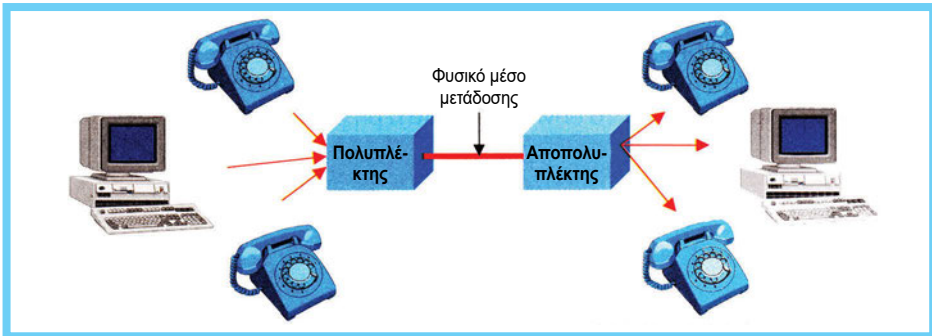 Φυσικό μέσο
μετάδοσης
Πολυπλέ-
κτης
Αποπολυ-
πλέκτης